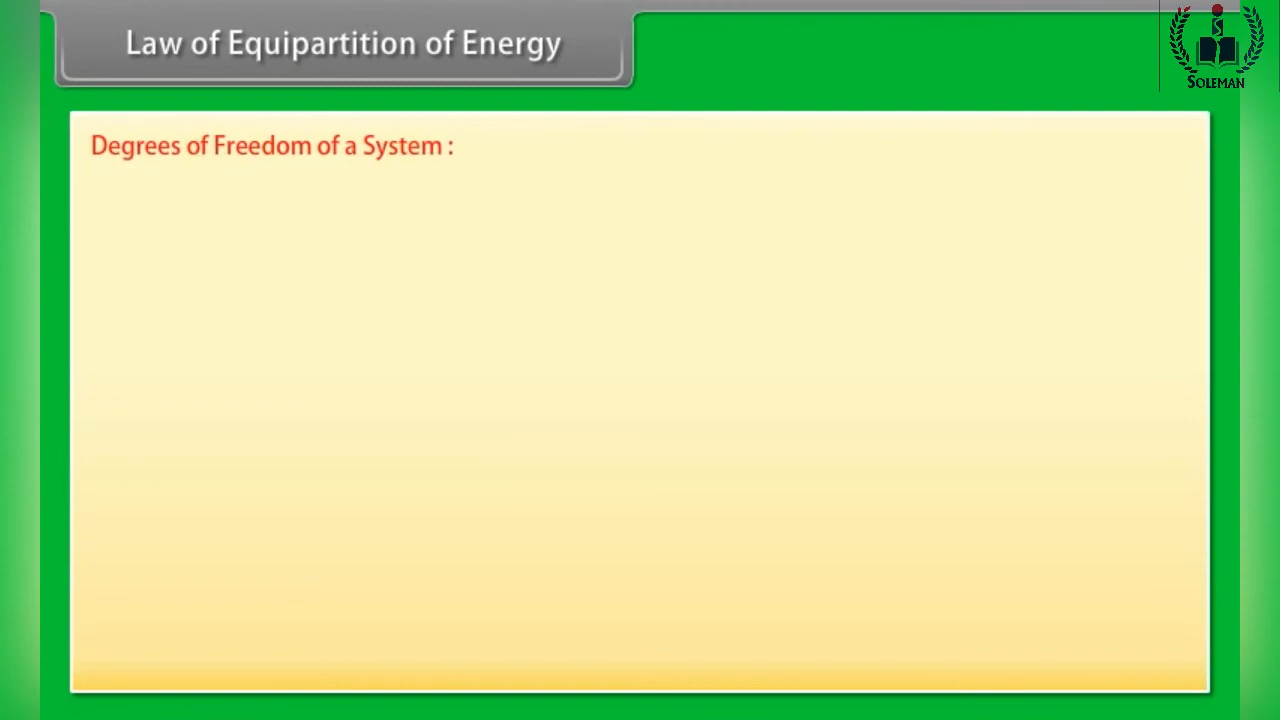 Law of Equipartition of Energy
SOLEMAN
Degrees of Freedom of a System :